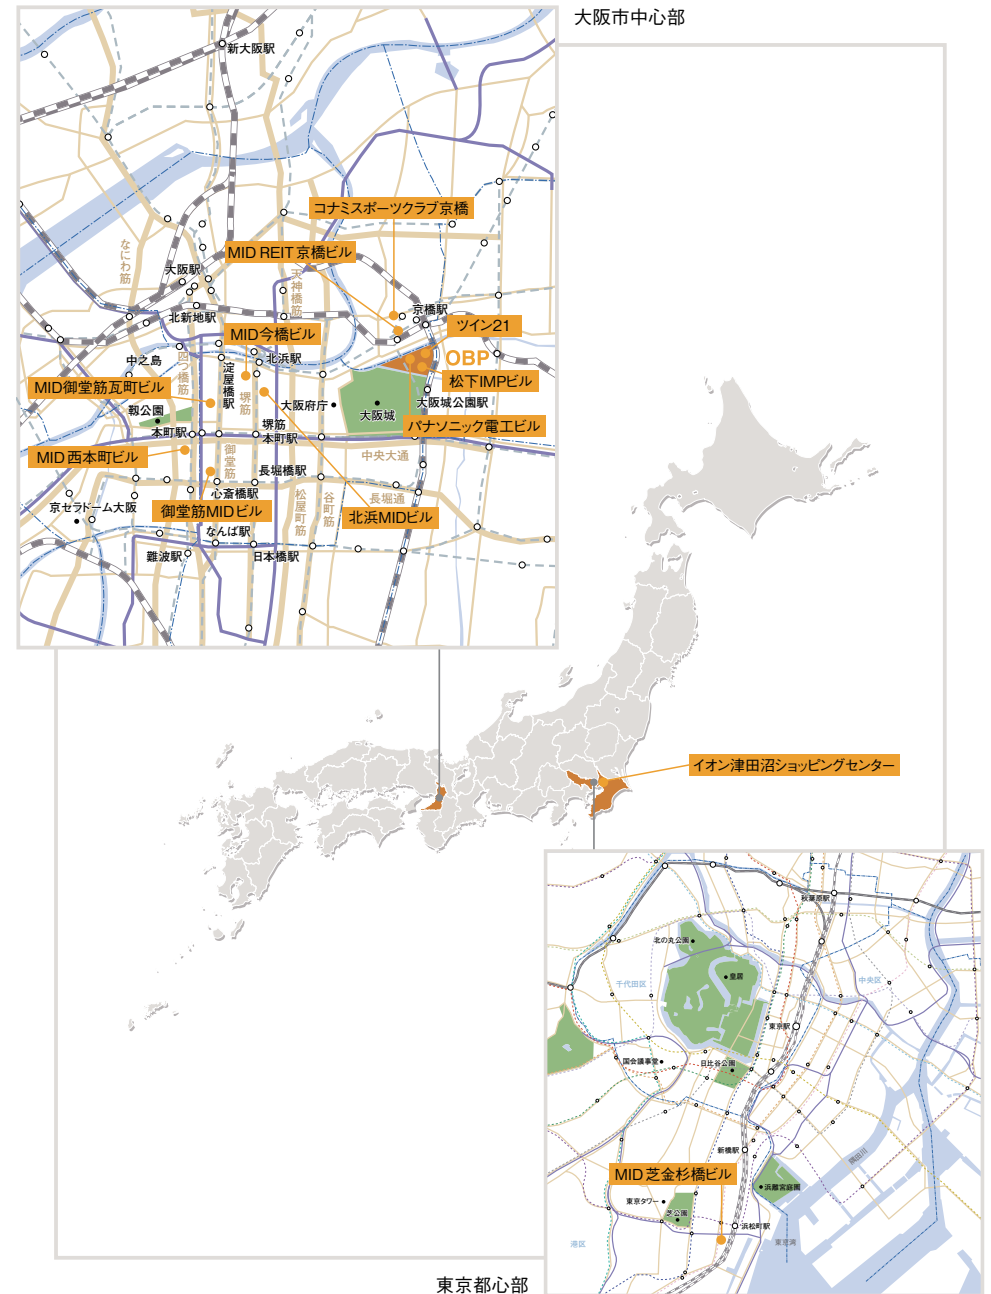 大阪市中心部
新大阪駅
コナミスポーツクラブ京橋
なにわ筋
MID REIT 京橋ビル
大阪駅
天神橋筋
北新地駅
京橋駅
MID今橋ビル
ツイン21
中之島
四つ橋筋
北浜駅
OBP
淀屋橋駅
MID御堂筋瓦町ビル
堺筋
松下IMPビル
大阪府庁
大阪城
大阪城公園駅
靱公園
本町駅
堺筋
本町駅
パナソニック電工ビル
MID西本町ビル
御堂筋
中央大通
長堀橋駅
心斎橋駅
松屋町筋
谷町筋
長堀通
京セラドーム大阪
御堂筋MIDビル
北浜MIDビル
なんば駅
難波駅
日本橋駅
イオン津田沼ショッピングセンター
秋葉原駅
北の丸公園
皇居
千代田区
中央区
東京駅
国会議事堂
日比谷公園
新橋駅
隅田川
MID芝金杉橋ビル
浜離宮庭園
東京タワー
芝公園
浜松町駅
港区
東京湾
東京都心部